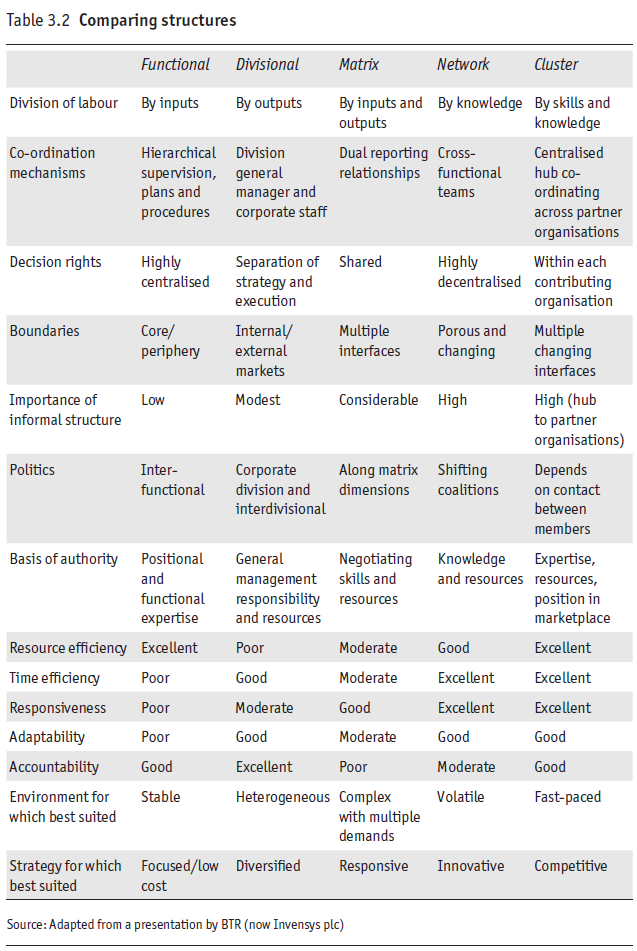 Table 3.2 Comparing structures
Functional Divisional Matrix Network Cluster
Division of labour By inputs By outputs By inputs and outputs By knowledge By skills and knowledge
Co-ordination mechanisms Hierarchical supervision, plans and procedures Division general manager and corporate staff Dual reporting relationships Cross-functional teams Centralised hub co-ordinating across partner organisations
Decision rights Highly centralised Separation of strategy and execution Shared Highly decentralised Within each contributing organisation
Boundaries Core/periphery Internal/external markets Multiple interfaces Porous and changing Multiple changing interfaces
Importance of informal structure Low Modest Considerable High High (hub to partner organisations)
Politics Inter-functional Corporate division and interdivisional Along matrix dimensions Shifting coalitions Depends on contact between members
Basis of authority Positional and functional expertise General management responsibility and resources Negotiating skills and resources Knowledge and resources Expertise, resources, position in marketplace
Resource efficiency Excellent Poor Moderate Good Excellent
Time efficiency Poor Good Moderate Excellent Excellent
Responsiveness Poor Moderate Good Excellent Excellent
Adaptability Poor Good Moderate Good Good
Accountability Good Excellent Poor Moderate Good
Environment for which best suited Stable Heterogeneous Complex with multiple demands Volatile Fast-paced
Strategy for which best suited Focused/low cost Diversified Responsive Innovative Competitive
Source: Adapted from a presentation by BTR (now Invensys plc)